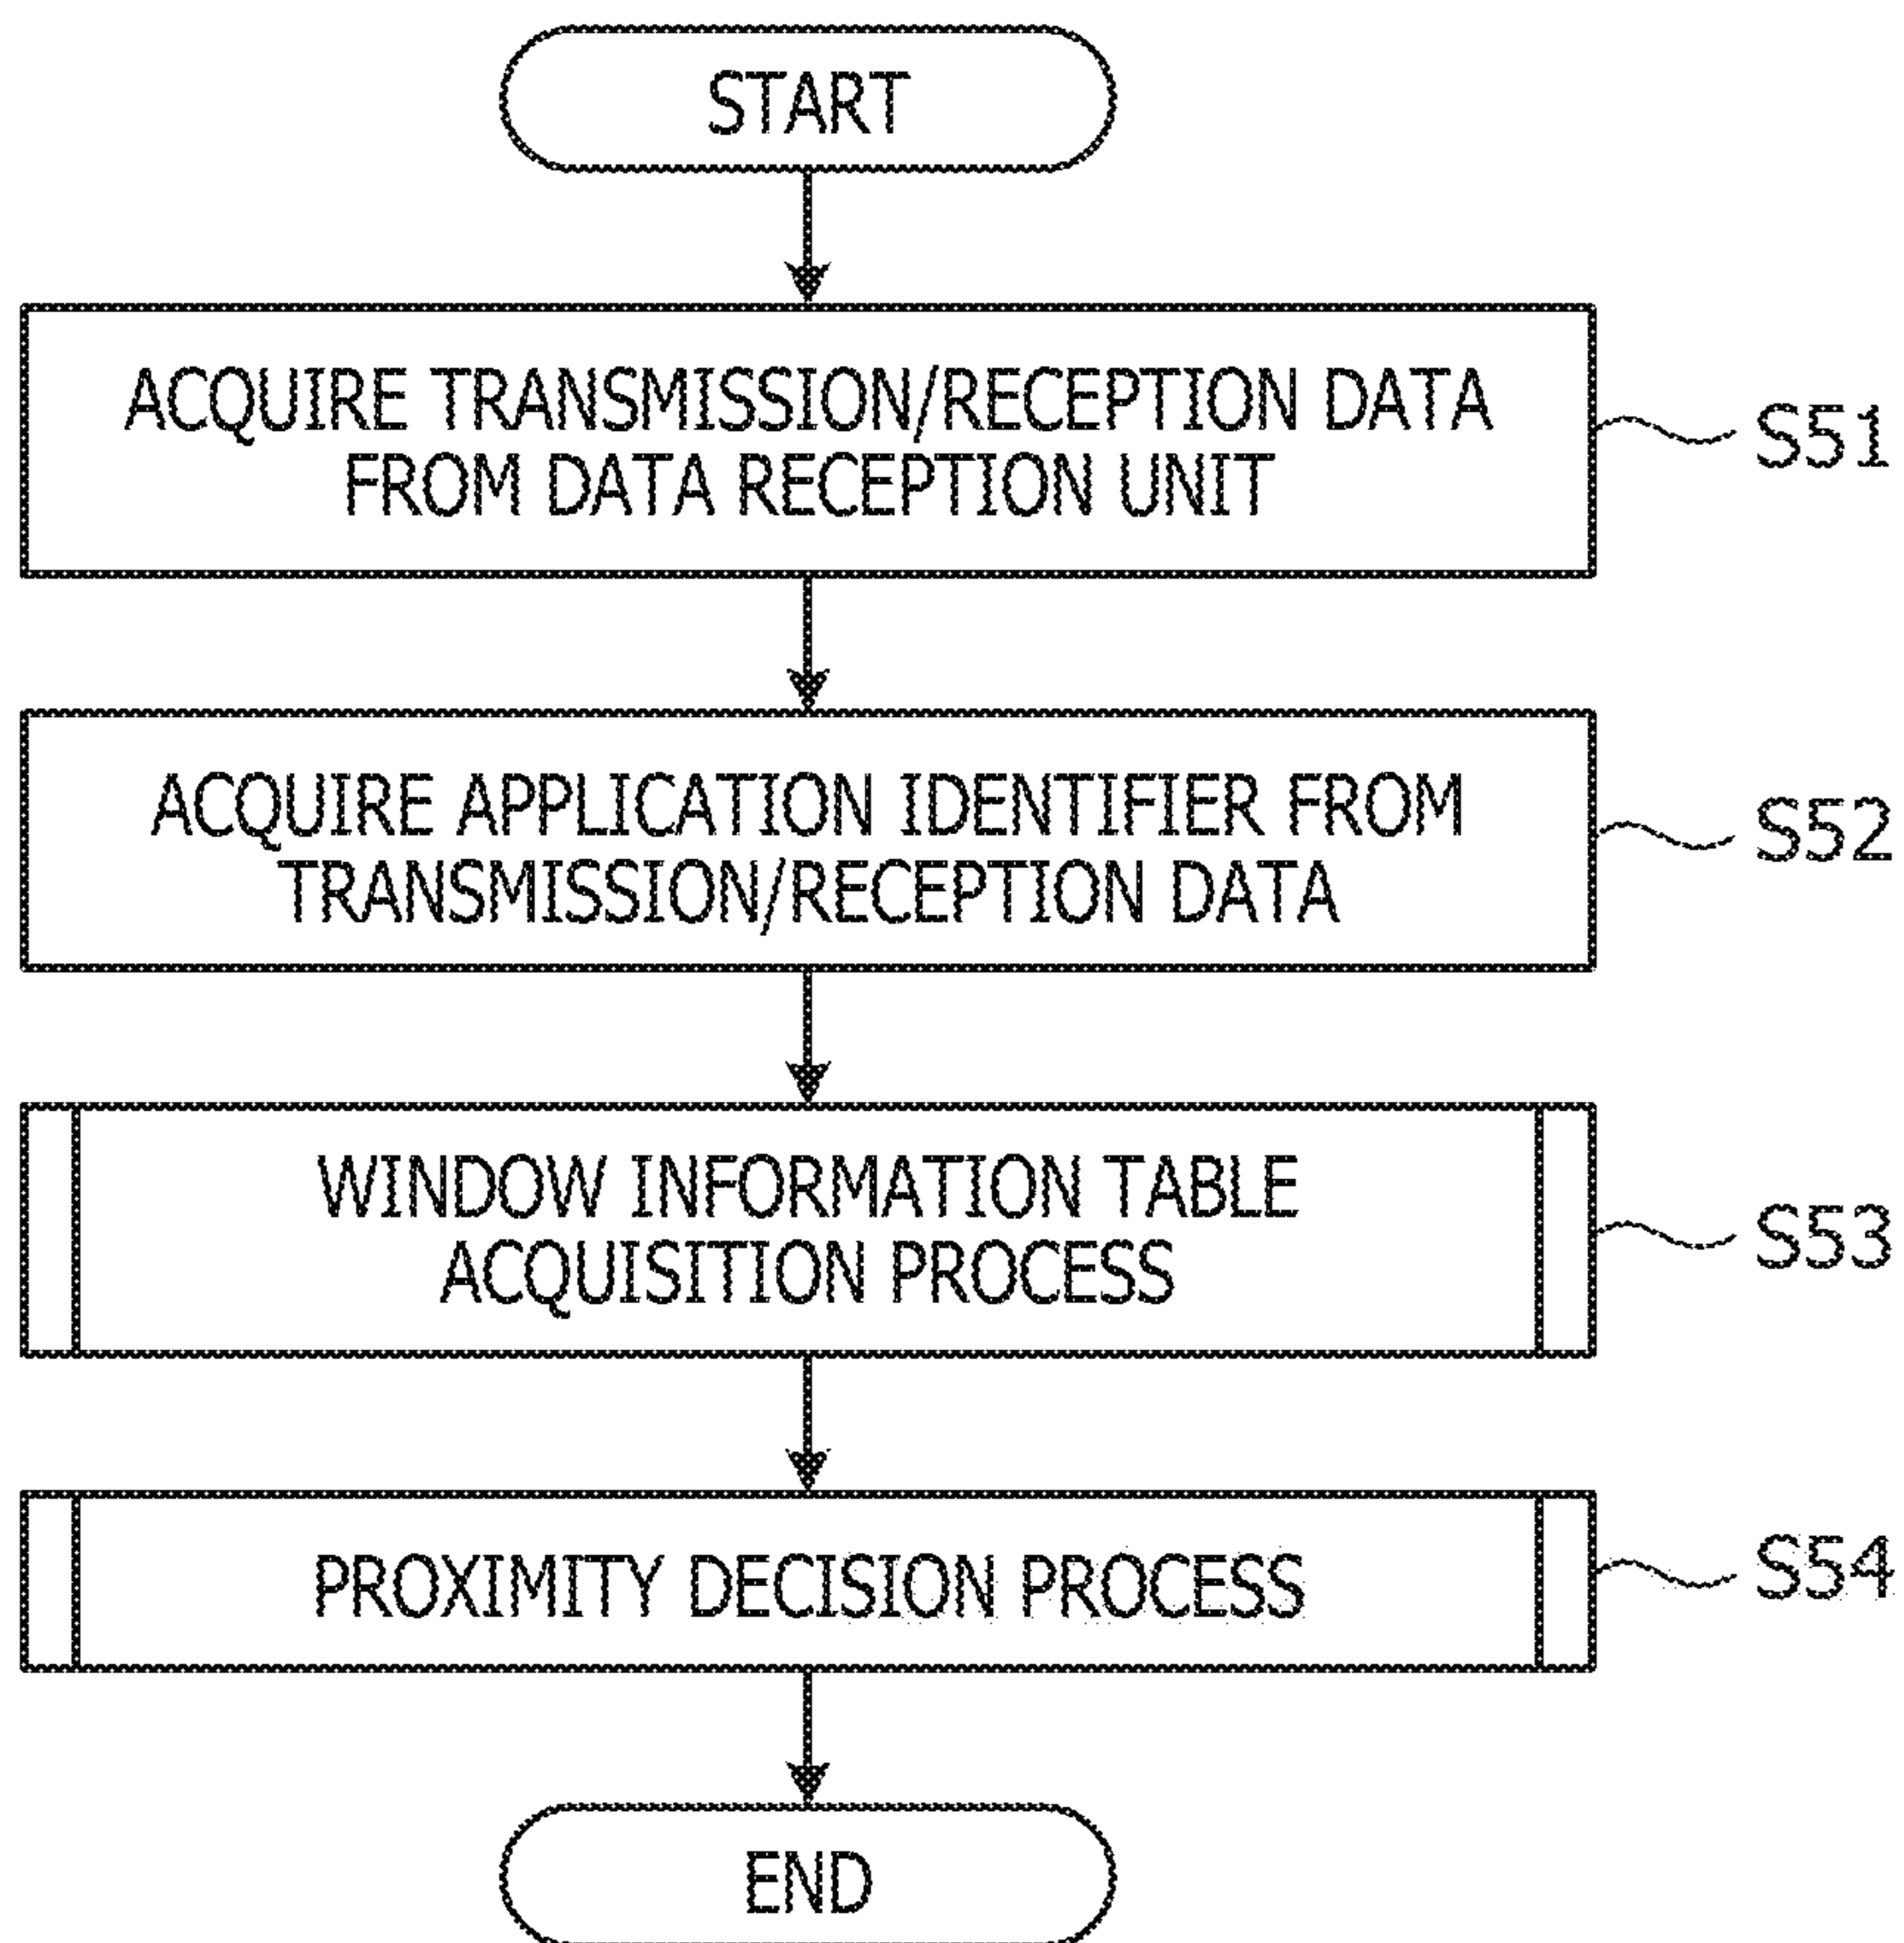 START
ACQUIRE TRANSMISSION/RECEPTION DATA
FROM DATA RECEPTION UNIT
S51
ACQUIRE APPLICATION IDENTIFIER FROM
TRANSMISSION/RECEPTION DATA
S52
WINDOW INFORMATION TABLE
ACQUISITION PROCESS
S53
PROXIMITY DECISION PROCESS
S54
END